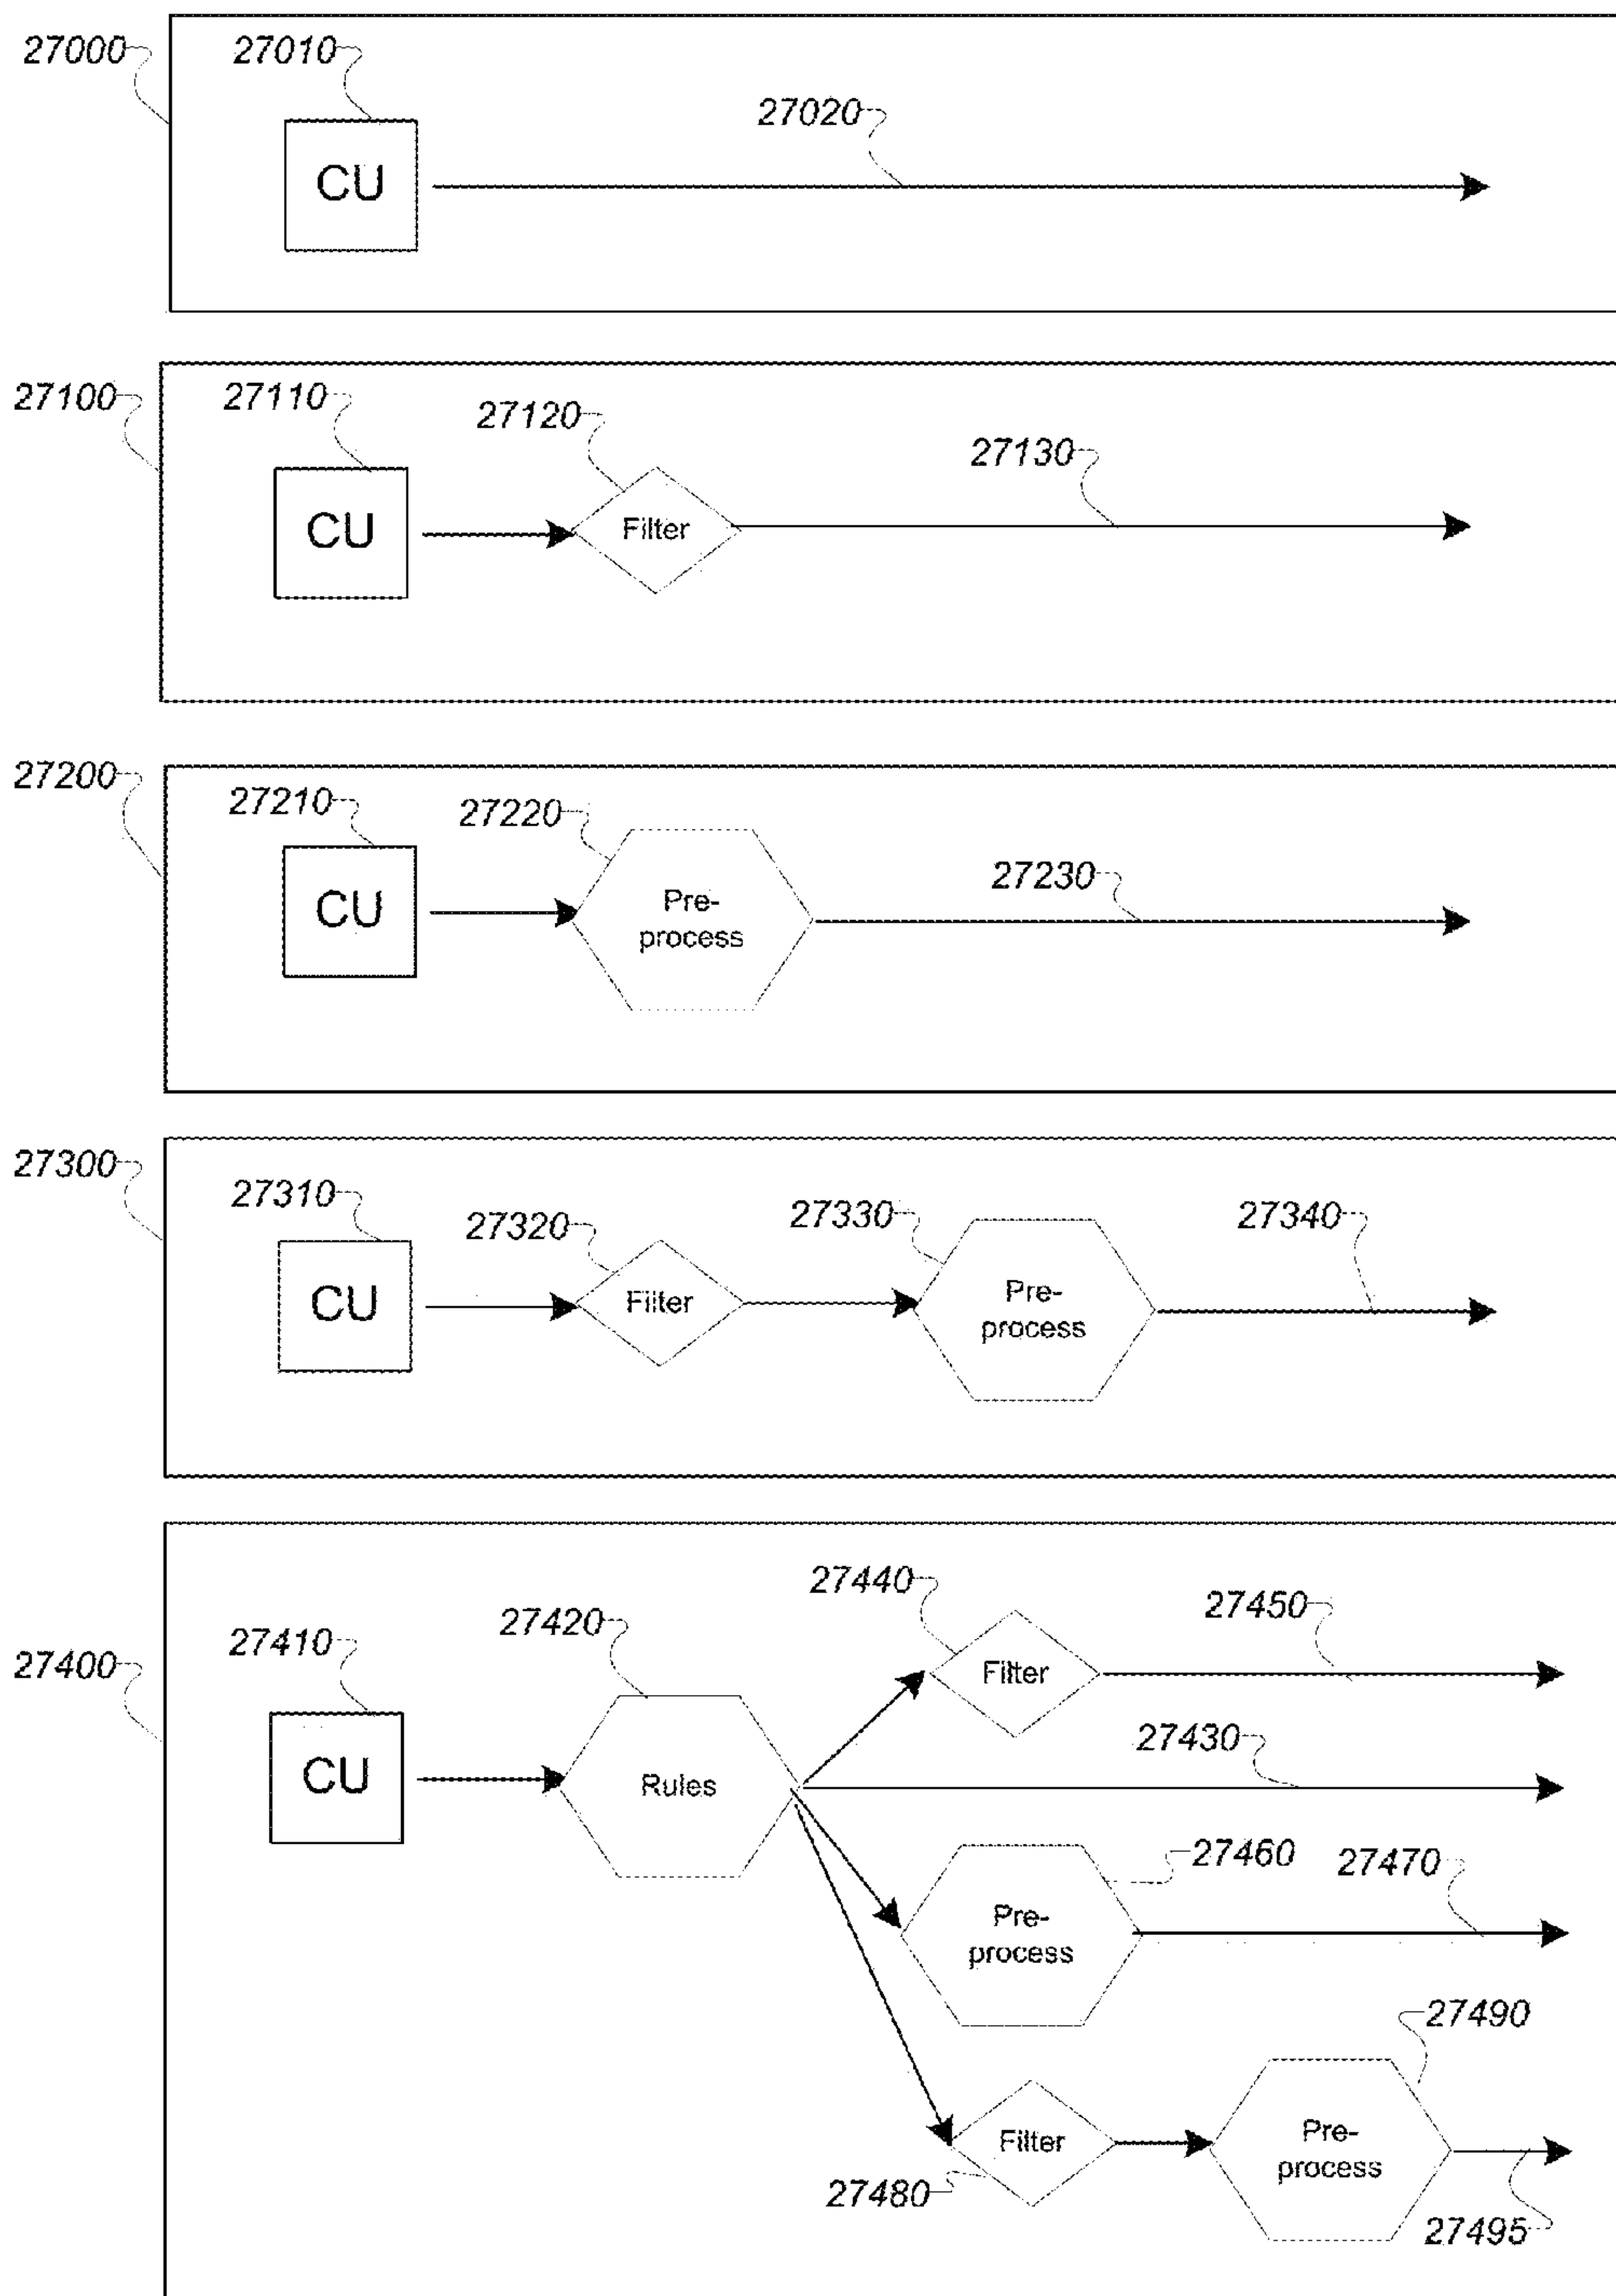 27000
27010
27020
CU
27100
27110
27120
27130
CU
Filter
27200
27210
27220
27230
CU
Pre-
process
27300
27310
27320
27330
27340
CU
Filter
Pre-
process
27400
27410
27420
27440
27450
Filter
27430
CU
Rules
27460
27470
Pre-
process
27490
Filter
Pre-
process
27480
27495